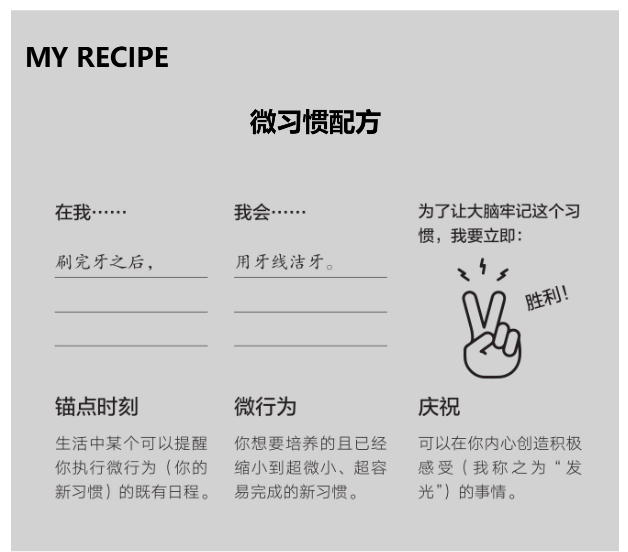 MY RECIPE
微习惯配方
在我……
刷完牙之后，
锚点时刻
生活中某个可以提醒
你执行微行为（你的
新习惯）的既有日程。
我会……
用牙线洁牙。
微行为
你想要培养的且已经
缩小到超微小、超容
易完成的新习惯。
为了让大脑牢记这个习
惯，我要立即：
胜利！
庆祝
可以在你内心创造积极
感受（我称之为“发
光”）的事情。